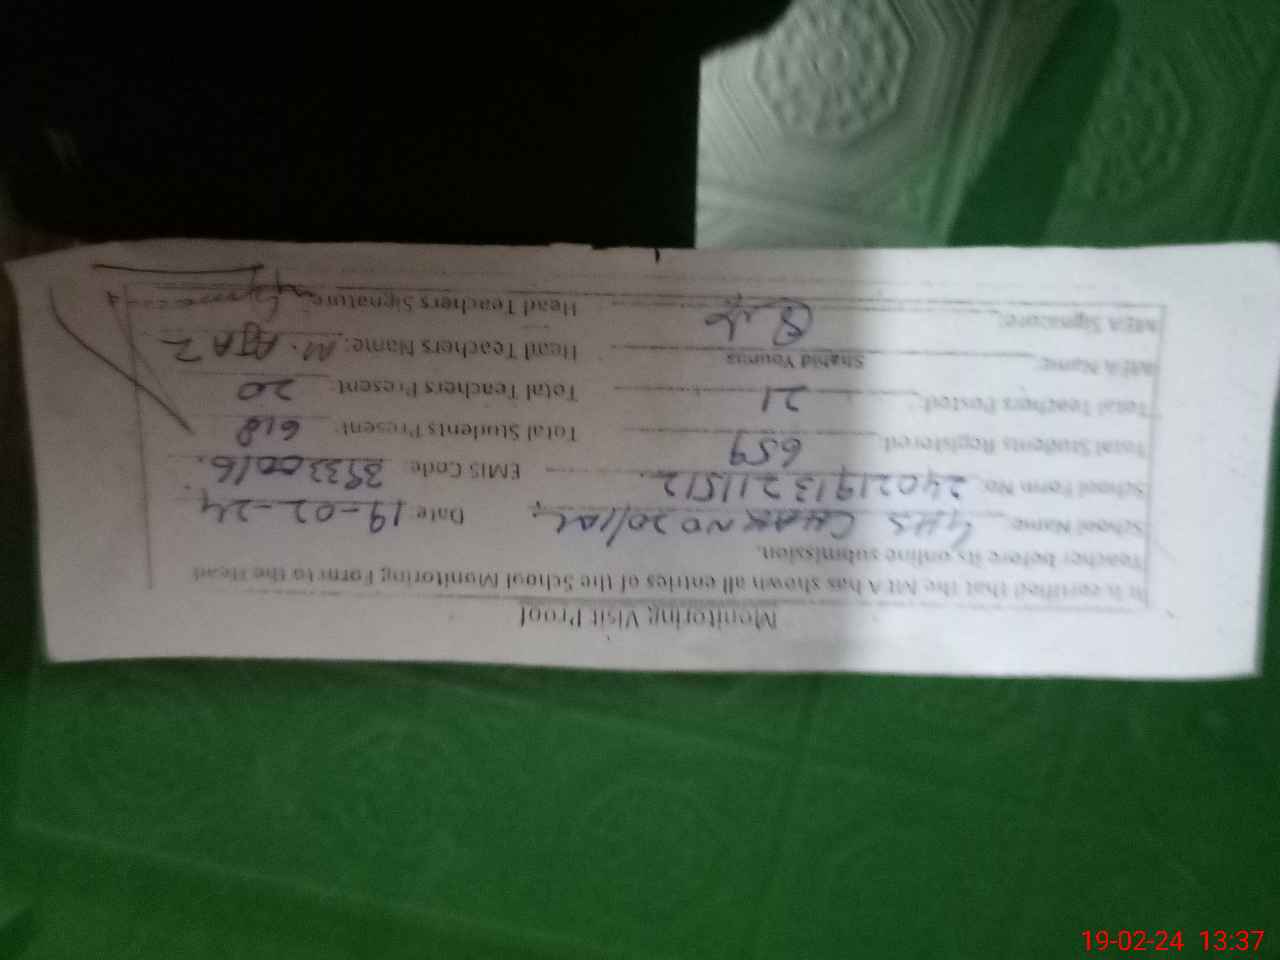 Monitoring Visit Proof
It is certified that the MEA has shown all entries of the School Monitoring Form to the Head
Teacher before its online submission.
School Name: GHS CHAK NO 20/1AL Date: 19-02-24
School Form No: 24021913211512 EMIS Code: 39330016
Total Students Registered: 659 Total Students Present: 618
Total Teachers Posted: 21 Total Teachers Present: 20
MEA Name: Shahid Younus Head Teachers Name: M. AJAZ
MEA Signature: Head Teachers Signature:
19-02-24 13:37